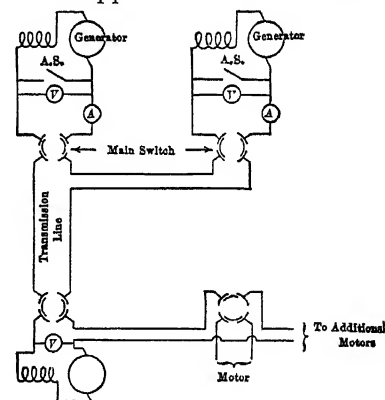 Generator
Generator
A.S.
A.S.
V
V
A
A
Main Switch
Transmission
Line
V
To Additional
Motors
Motor